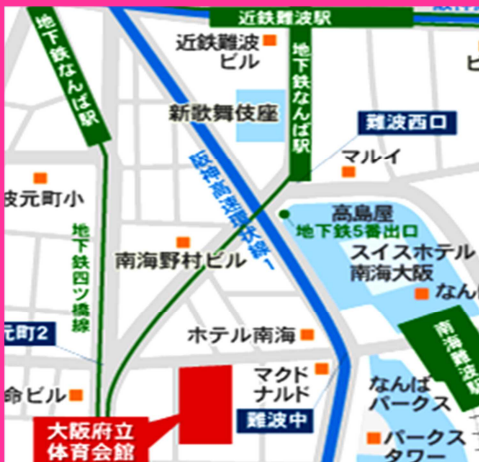 近鉄難波駅
地下鉄なんば駅
近鉄難波
ビル
地下鉄なんば駅
新歌舞伎座
難波西口
マルイ
阪神高速環状線1
波元町小
高島屋
地下鉄5番出口
地下鉄四ツ橋線
南海野村ビル
スイスホテル
南海大阪
なん
元町2
ホテル南海
南海難波駅
マクド
ナルド
なんば
パークス
命ビル
難波中
大阪府立
体育会館
パークス
タワー